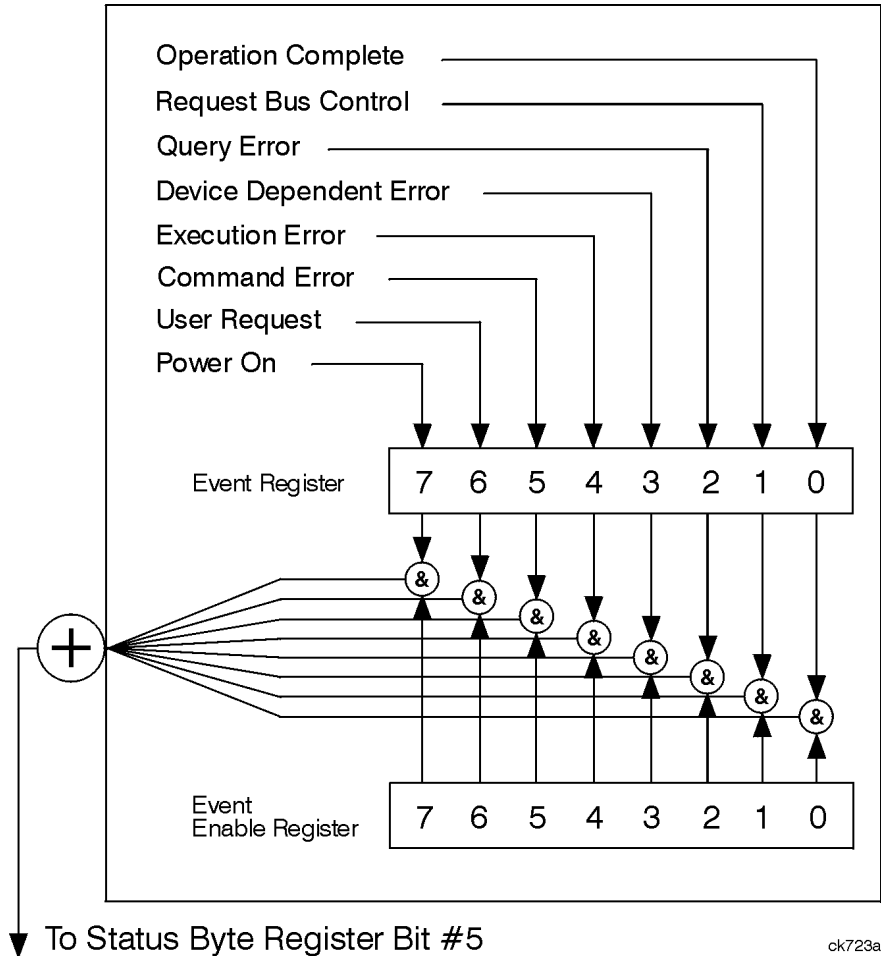 Operation Complete
Request Bus Control
Query Error
Device Dependent Error
Execution Error
Command Error
User Request
Power On
Event Register 7 6 5 4 3 2 1 0
&
&
&
&
&
&
&
&
+
Event
Enable Register 7 6 5 4 3 2 1 0
To Status Byte Register Bit #5
ck723a